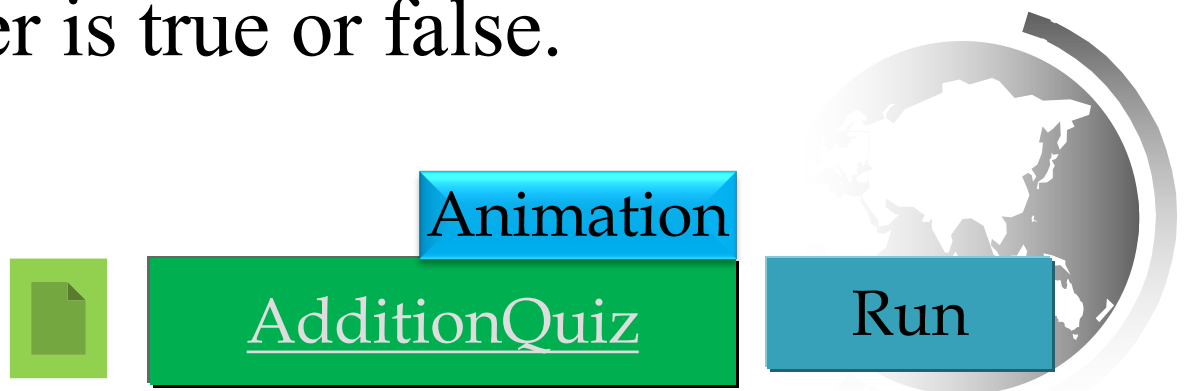 er is true or false.
Animation
AdditionQuiz
Run